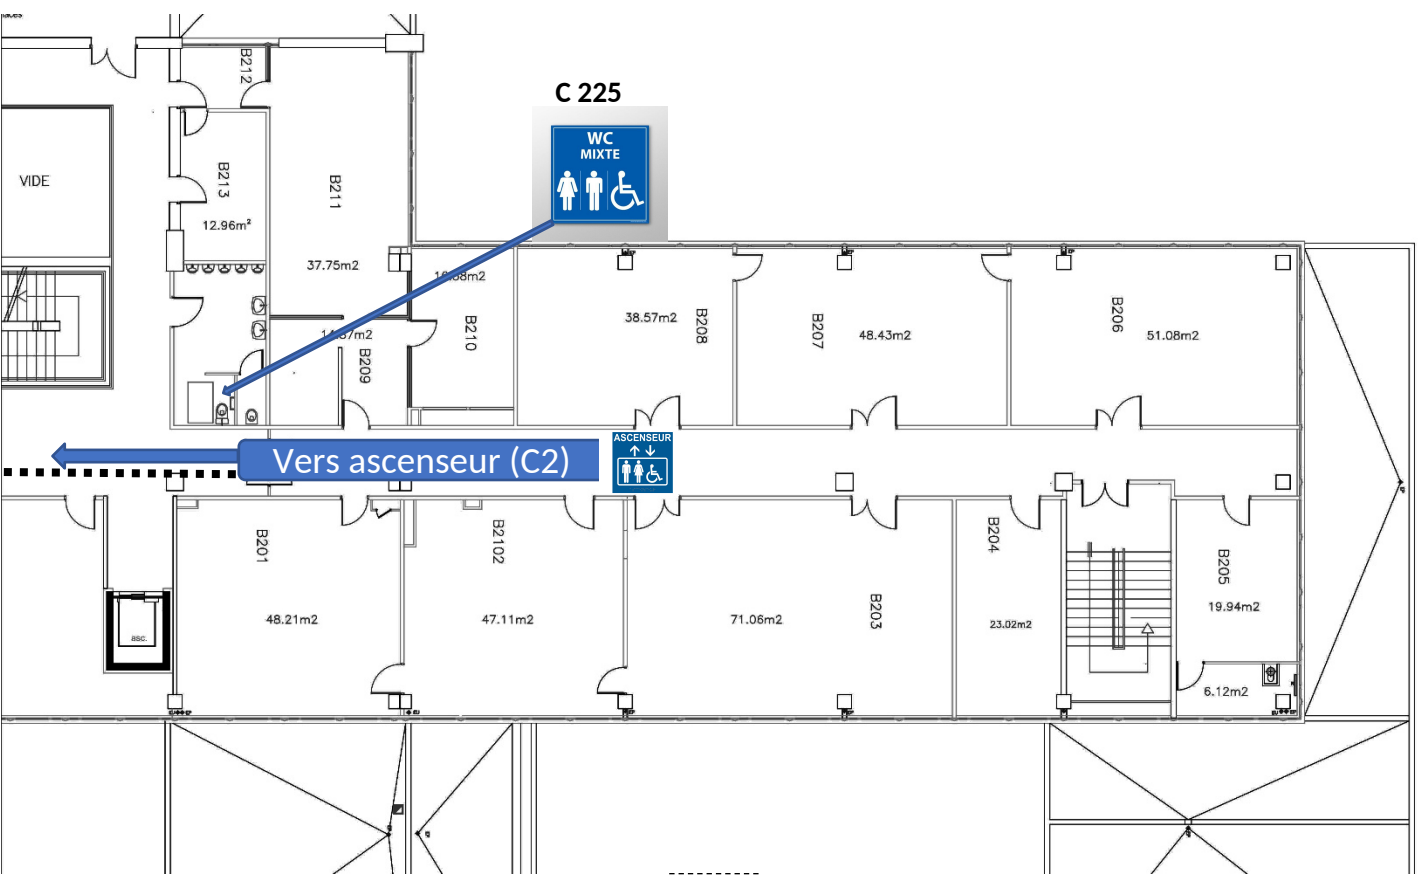 C 225
WC
MIXTE
B212
B213
12.96m²
B211
37.75m2
VIDE
B209
B210
38.57m2
B208
B207
48.43m2
B206
51.08m2
Vers ascenseur (C2)
ASCENSEUR
B201
48.21m2
B2102
47.11m2
71.06m2
B203
B204
23.02m2
B205
19.94m2
6.12m2
asc.